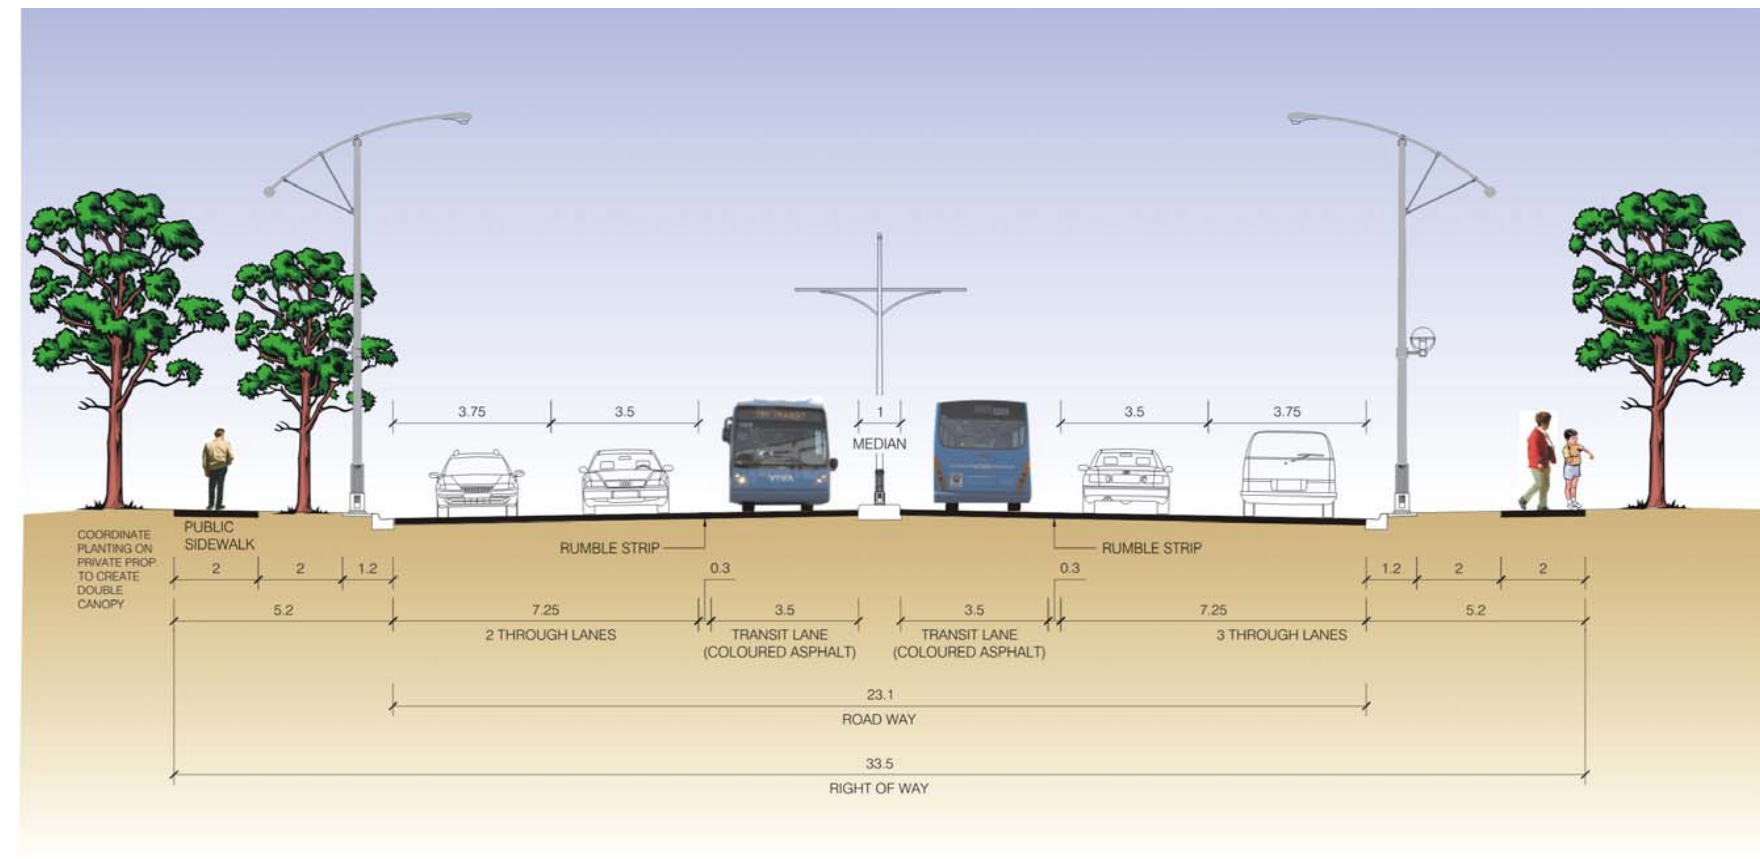 3.75
3.5
1
3.5
3.75
MEDIAN
VIVA
PUBLIC
SIDEWALK
COORDINATE
PLANTING ON
PRIVATE PROP.
TO CREATE
DOUBLE
CANOPY
RUMBLE STRIP
RUMBLE STRIP
2
2
1.2
0.3
0.3
1.2
2
2
5.2
7.25
3.5
3.5
7.25
5.2
2 THROUGH LANES
TRANSIT LANE
(COLOURED ASPHALT)
TRANSIT LANE
(COLOURED ASPHALT)
3 THROUGH LANES
23.1
ROAD WAY
33.5
RIGHT OF WAY